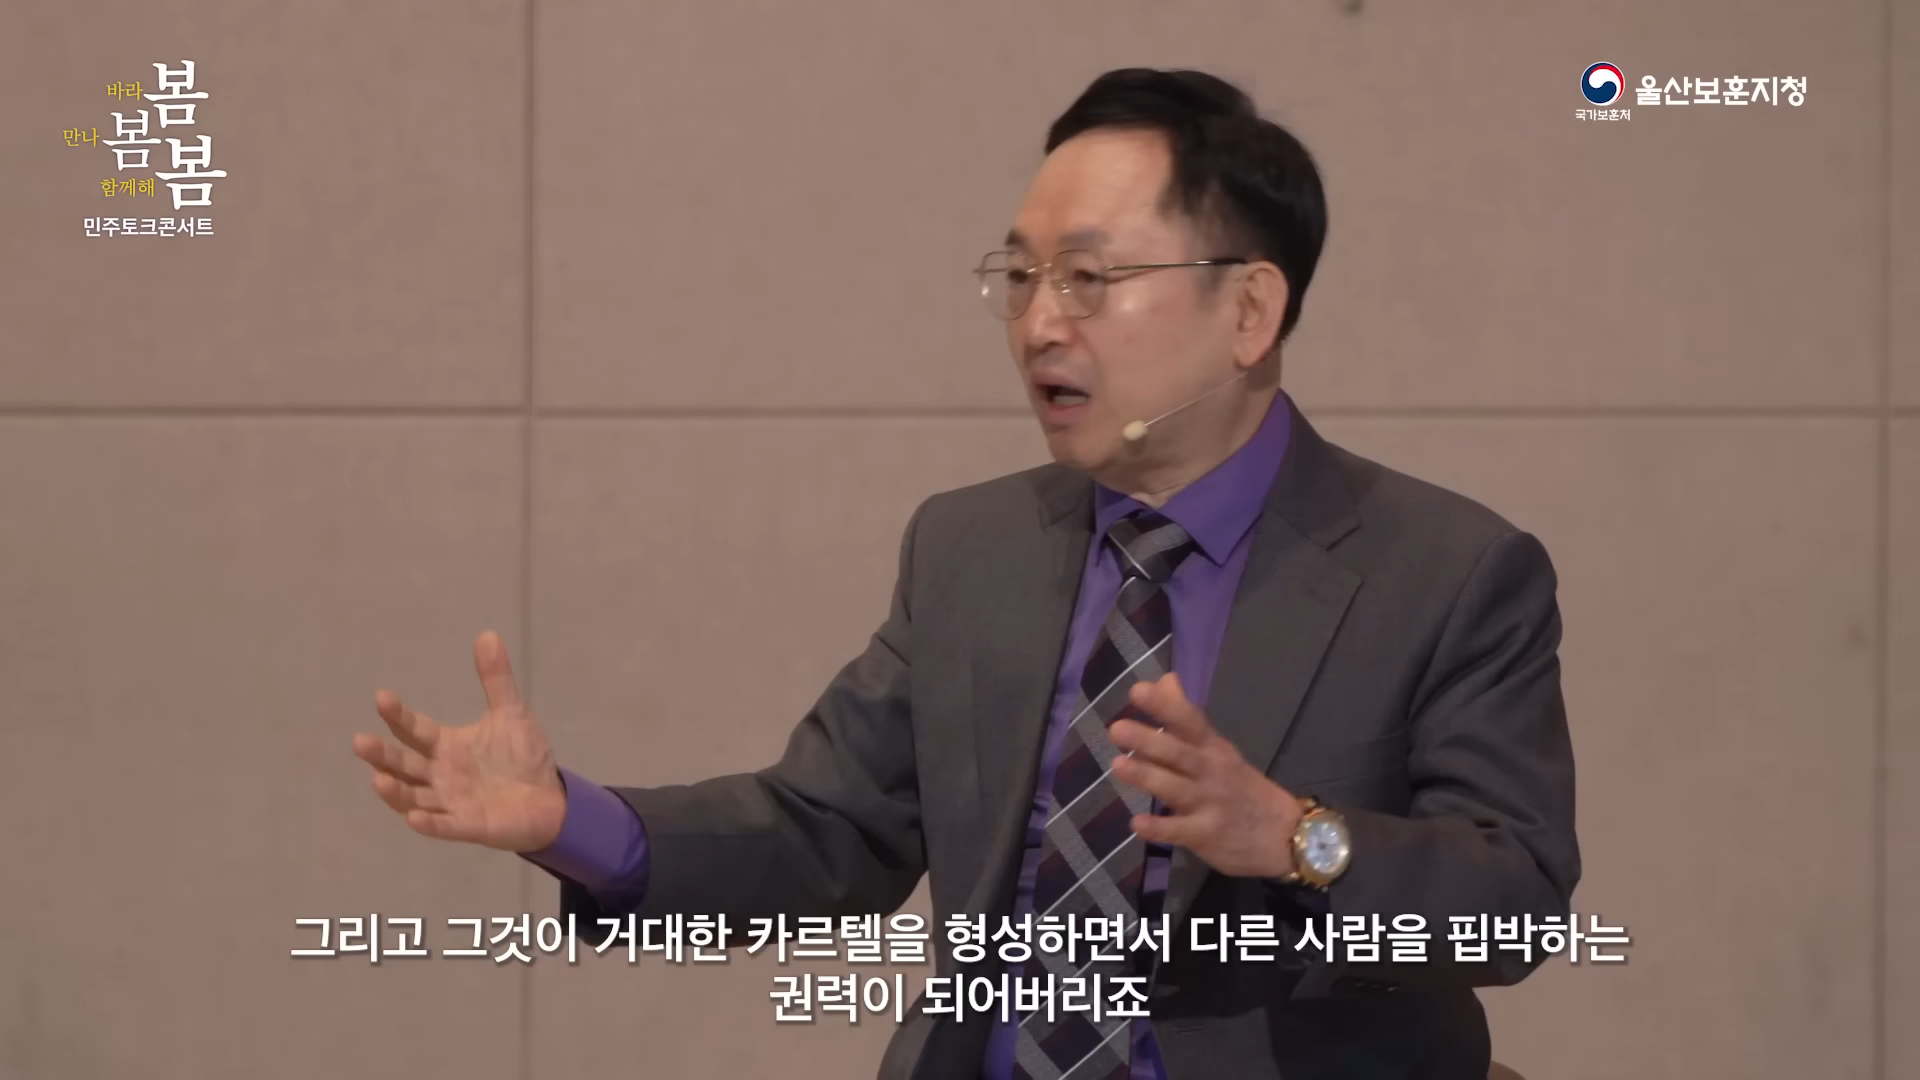 바라봄
만나봄
함께해봄
민주토크콘서트
국가보훈처
울산보훈지청
그리고 그것이 거대한 카르텔을 형성하면서 다른 사람을 핍박하는
권력이 되어버리죠